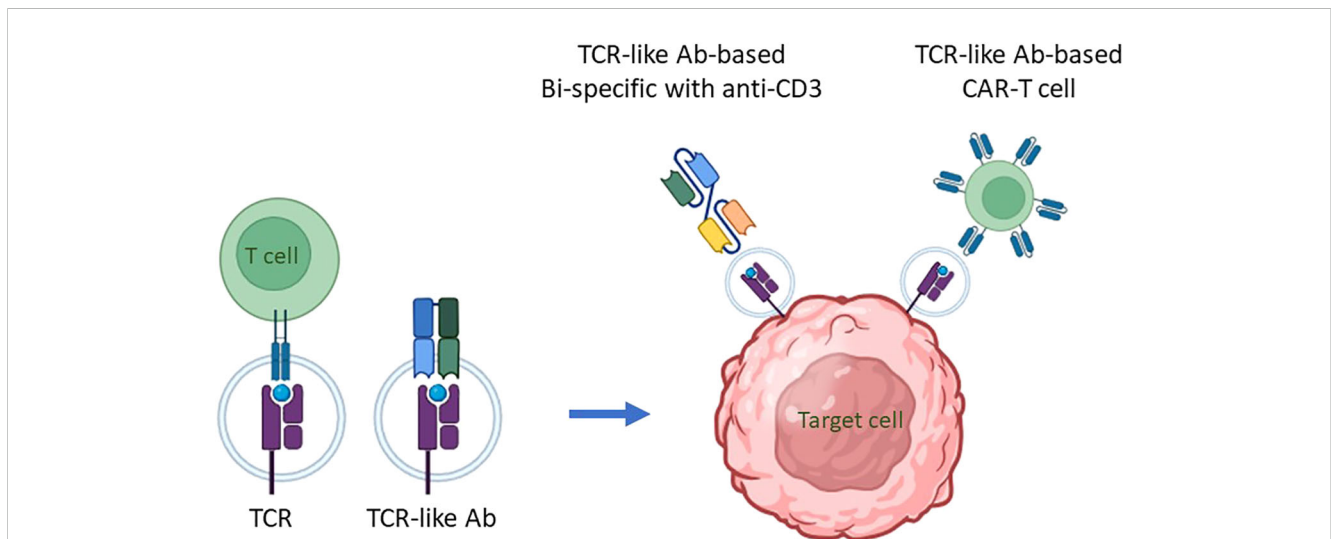 TCR-like Ab-based
Bi-specific with anti-CD3
TCR-like Ab-based
CAR-T cell
T cell
Target cell
TCR
TCR-like Ab